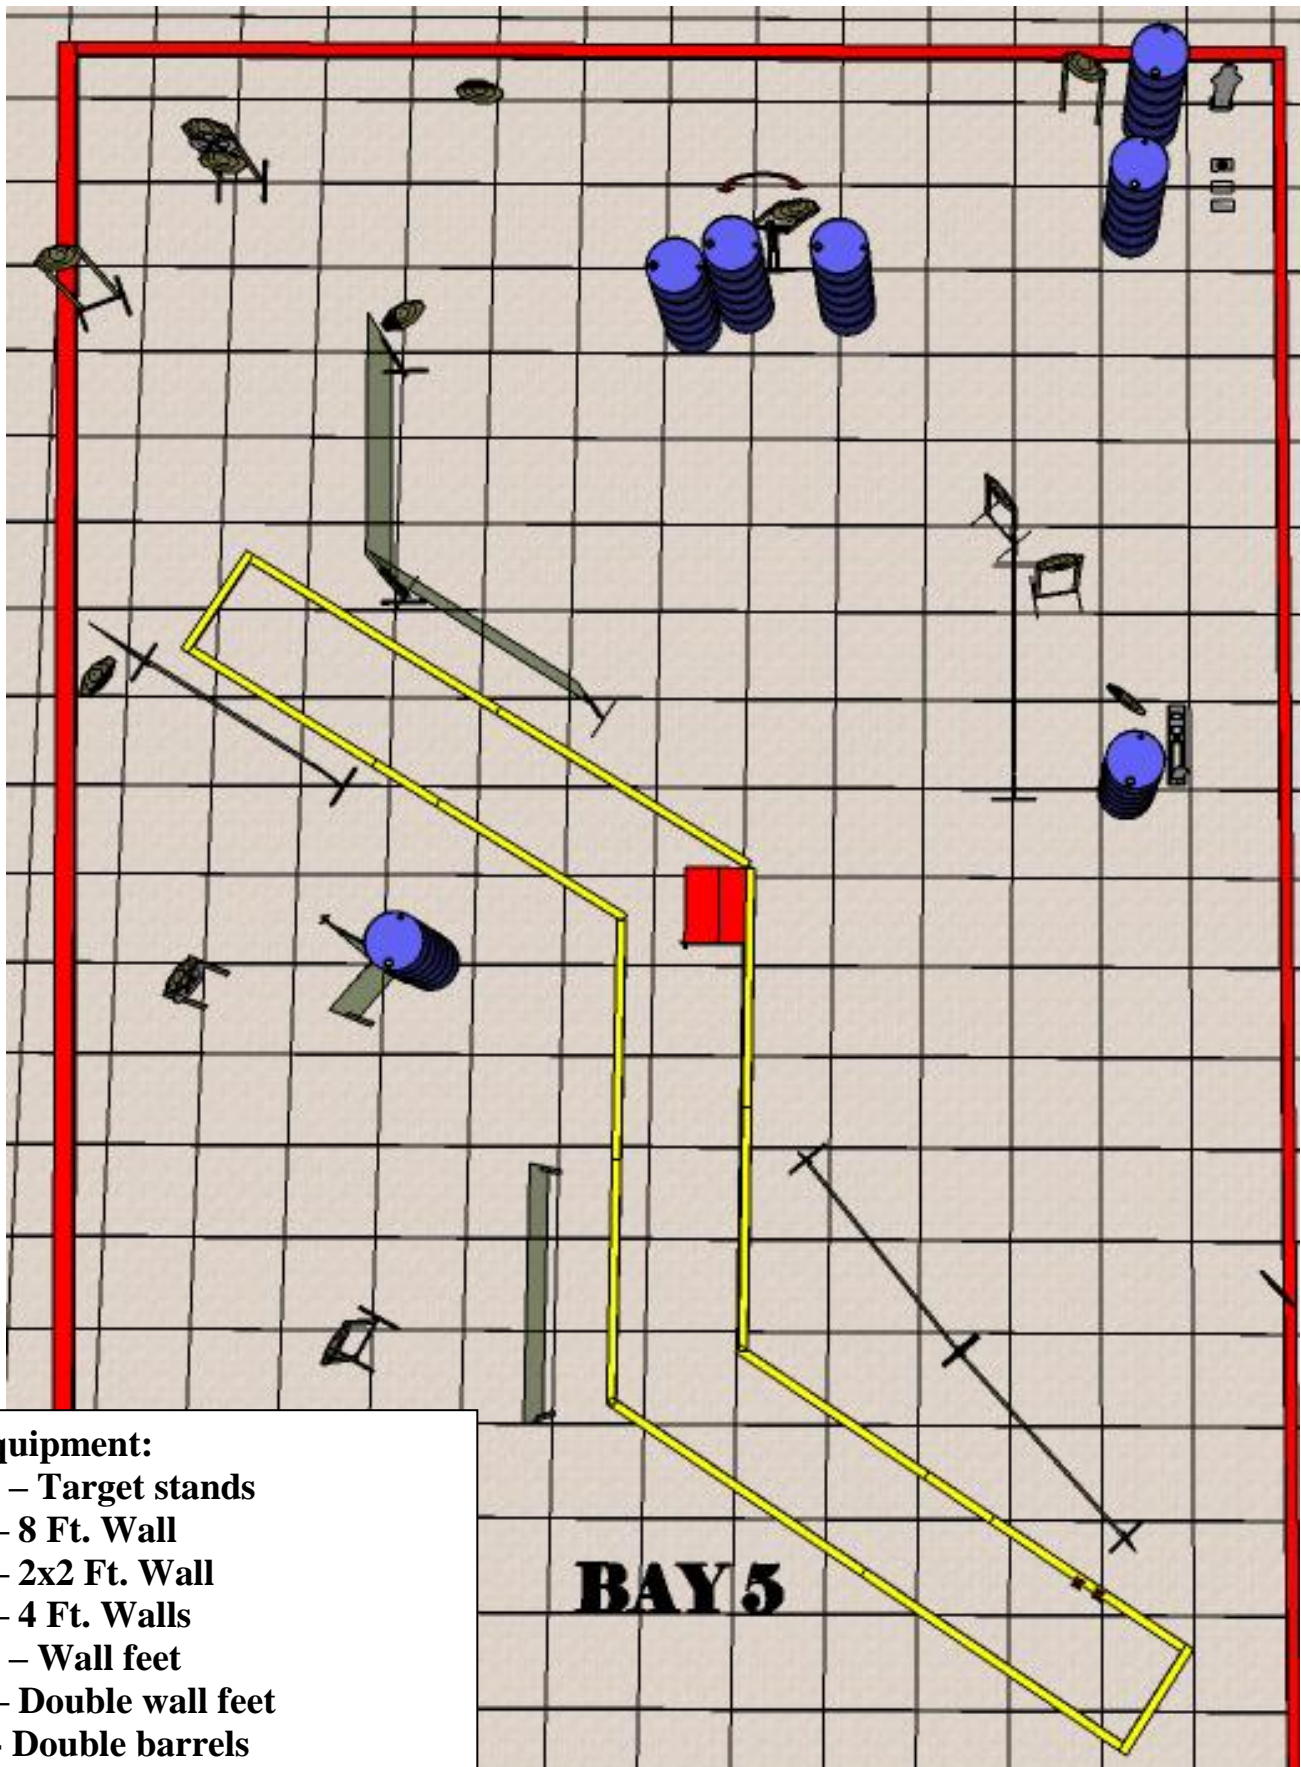 BAY 5
quipment:
– Target stands
– 8 Ft. Wall
– 2x2 Ft. Wall
– 4 Ft. Walls
– Wall feet
– Double wall feet
- Double barrels